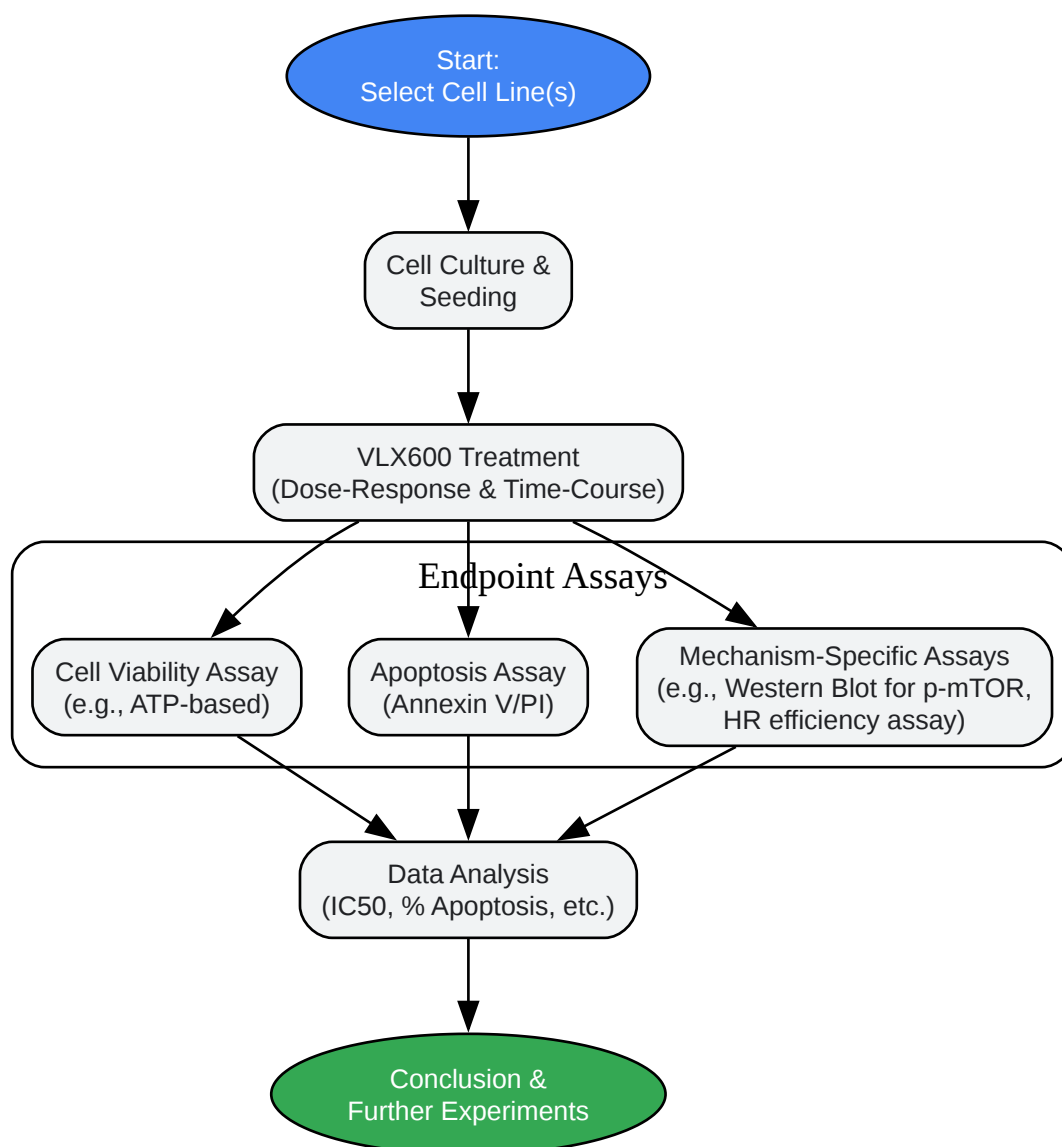 Start:
Select Cell Line(s)
Cell Culture &
Seeding
VLX600 Treatment
(Dose-Response & Time-Course)
Endpoint Assays
Cell Viability Assay
(e.g., ATP-based)
Apoptosis Assay
(Annexin V/PI)
Mechanism-Specific Assays
(e.g., Western Blot for p-mTOR,
HR efficiency assay)
Data Analysis
(IC50, % Apoptosis, etc.)
Conclusion &
Further Experiments